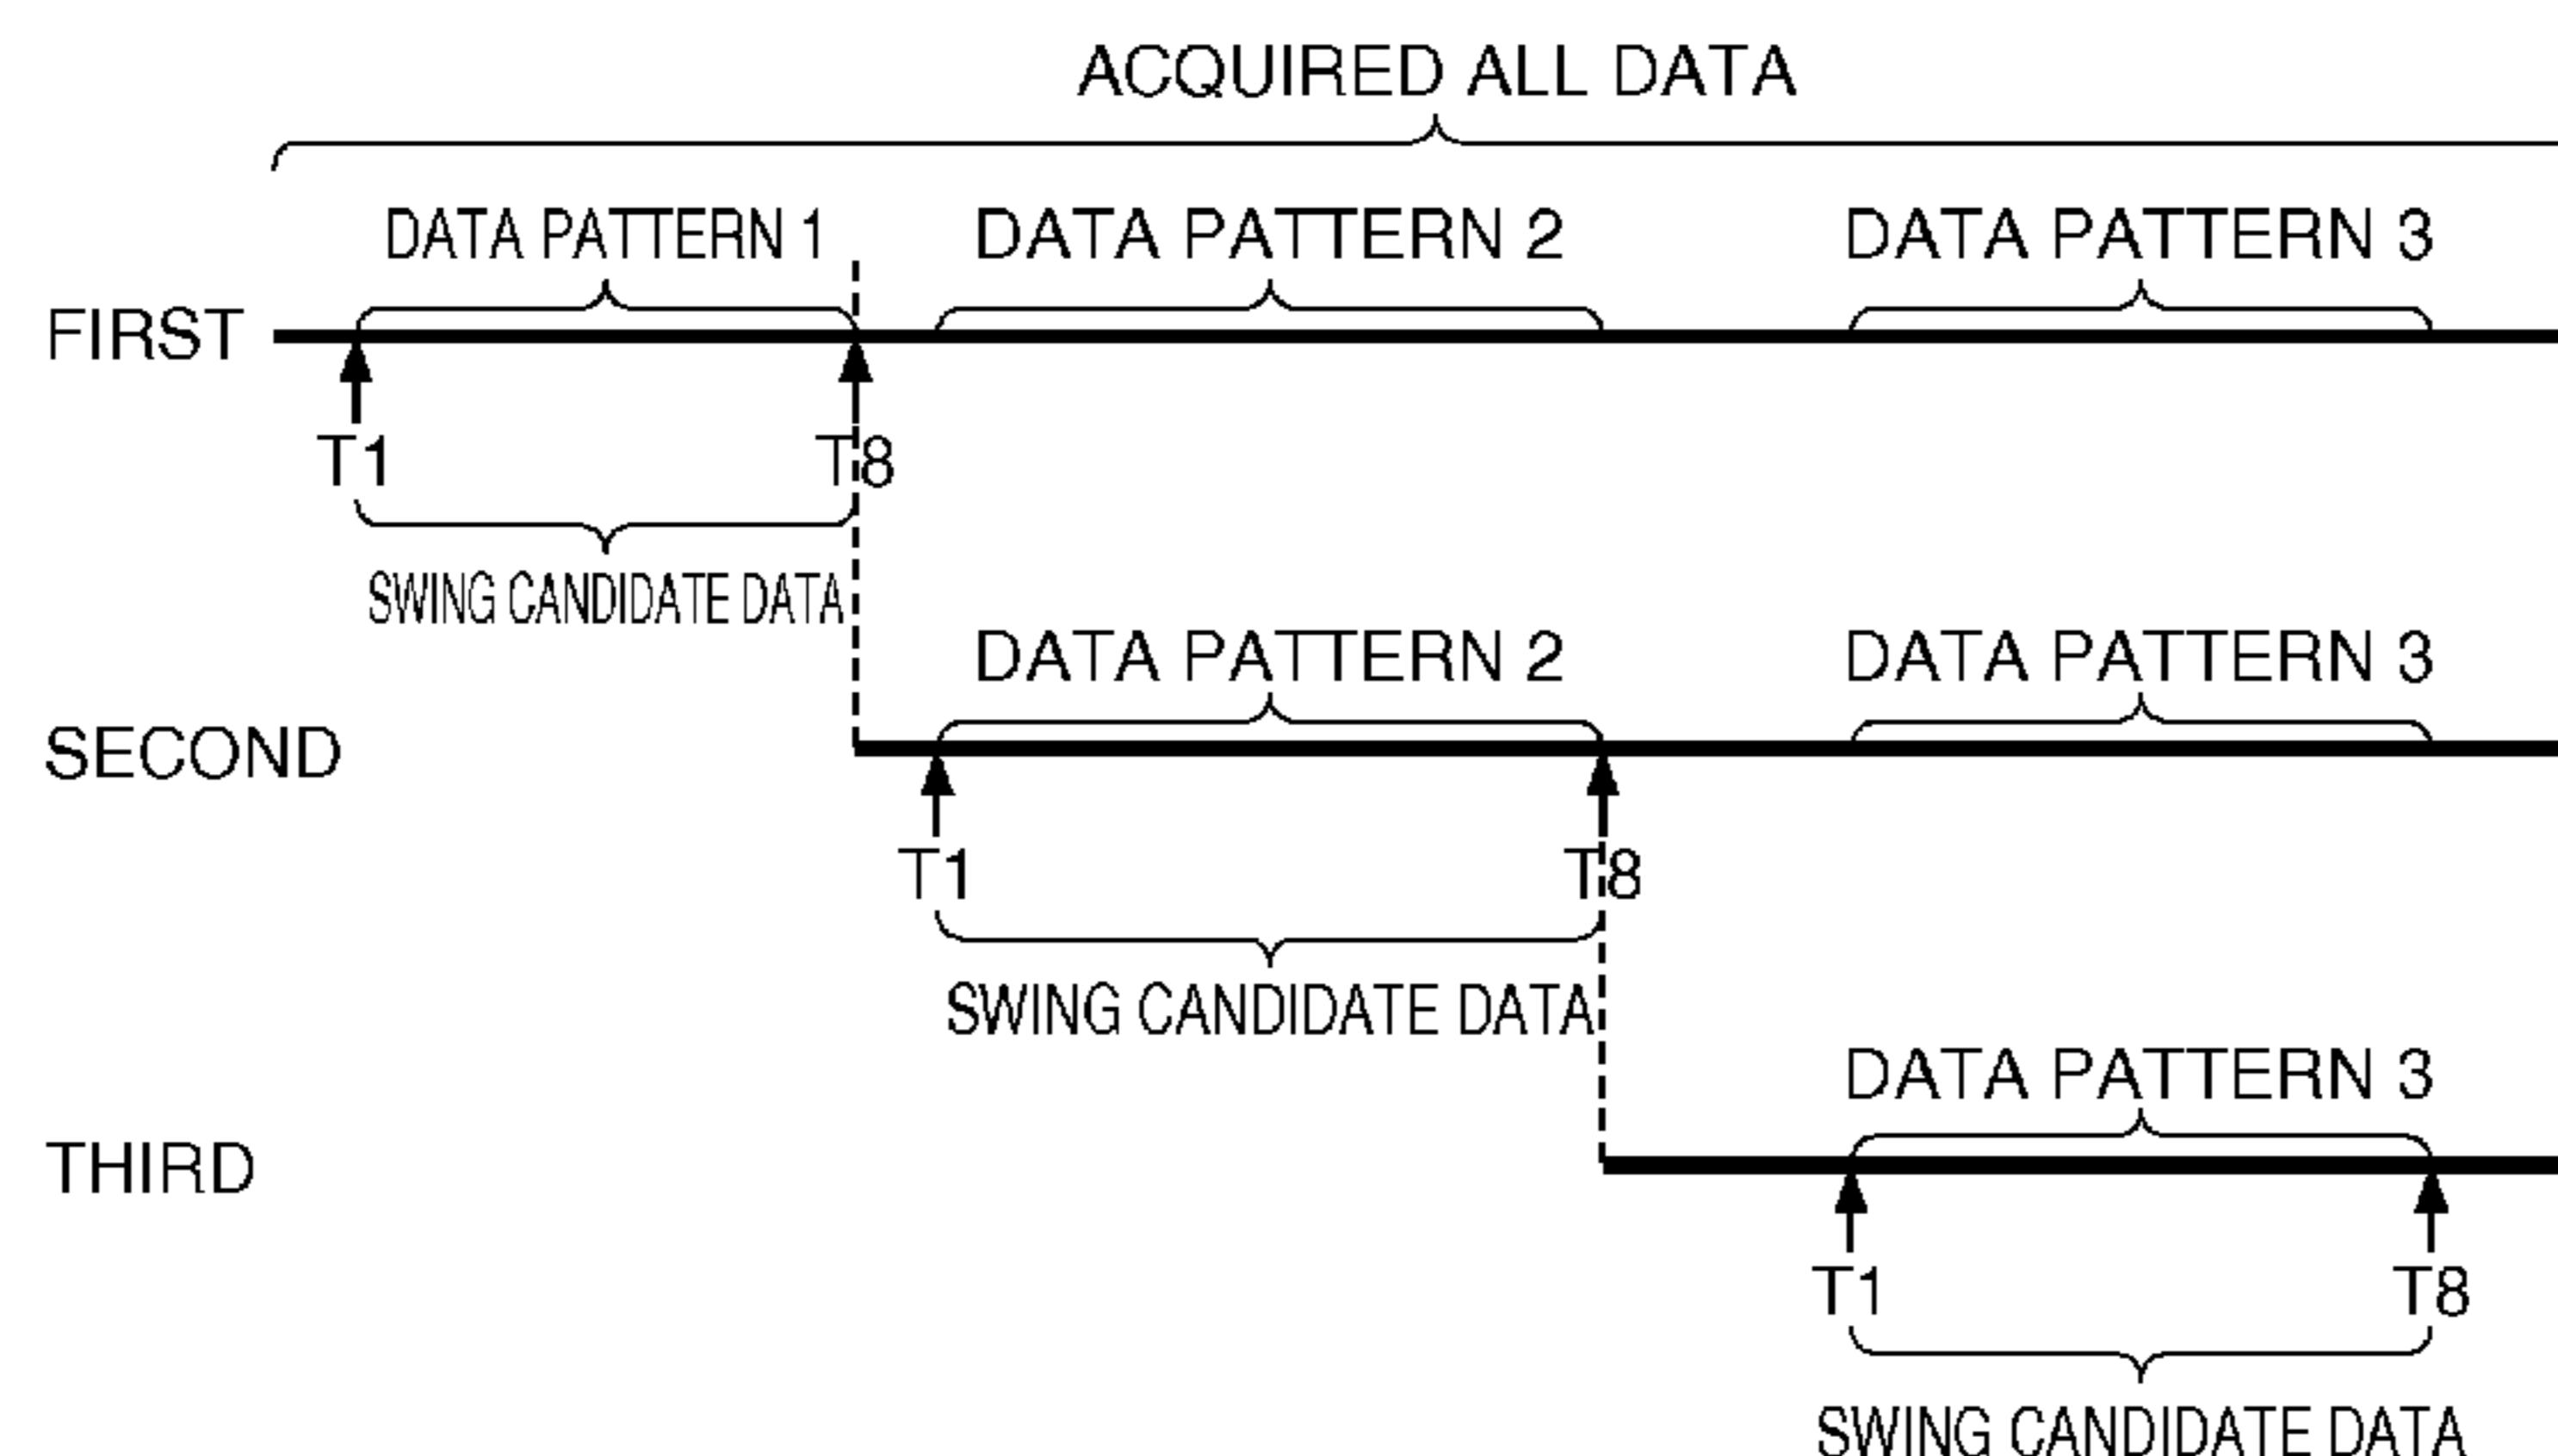 ACQUIRED ALL DATA
DATA PATTERN 1
DATA PATTERN 2
DATA PATTERN 3
FIRST
T1
T8
SWING CANDIDATE DATA
DATA PATTERN 2
DATA PATTERN 3
SECOND
T1
T8
SWING CANDIDATE DATA
DATA PATTERN 3
THIRD
T1
T8
SWING CANDIDATE DATA